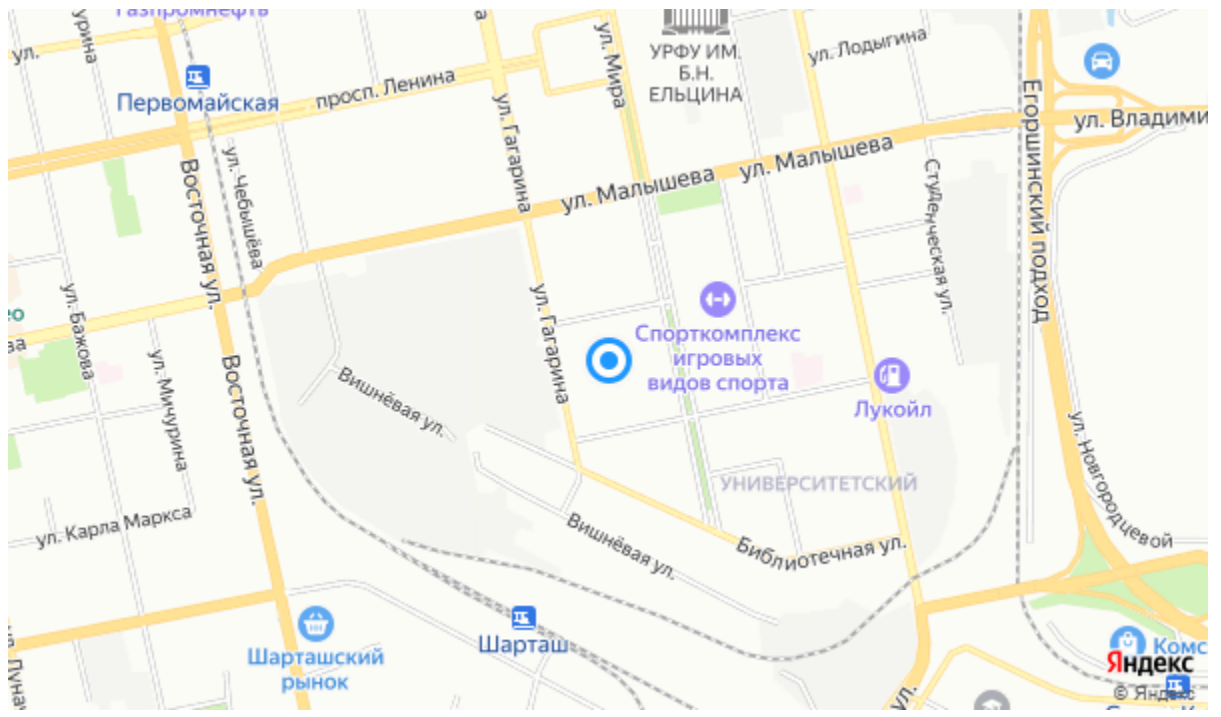 Газпромнефть
УРФУ ИМ.
Б.Н.
ЕЛЬЦИНА
ул. Лодыгина
ул. Мира
просп. Ленина
Первомайская
ул. Гагарина
ул. Владими
Егоршинский подход
ул. Малышева
ул. Малышева
Восточная ул.
ул. Чебышёва
Студенческая ул.
ул. Бажова
ул. Мичурина
ул. Гагарина
Спорткомплекс
игровых
видов спорта
Лукойл
Вишнёвая ул.
Восточная ул.
ул. Новгородцевой
УНИВЕРСИТЕТСКИЙ
ул. Карла Маркса
Вишнёвая ул.
Библиотечная ул.
Шарташ
Шарташский
рынок
Комс
Яндекс
© Яндекс
ул.